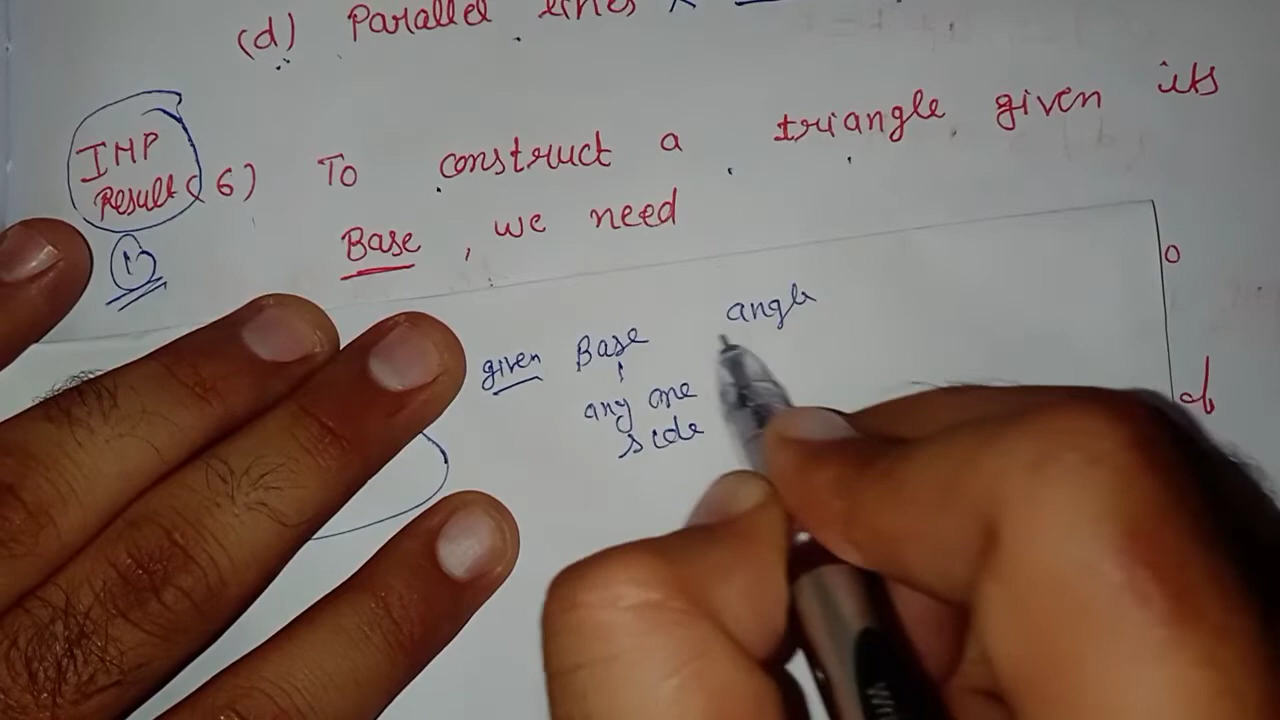 (d) Parallel lines
IMP
Result (6) To construct a triangle given its
Base, we need
1
given Base angle
any one
side